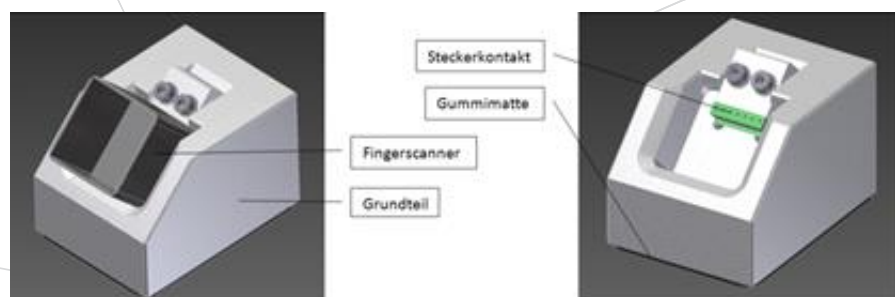 Steckerkontakt
Gummimatte
Fingerscanner
Grundteil